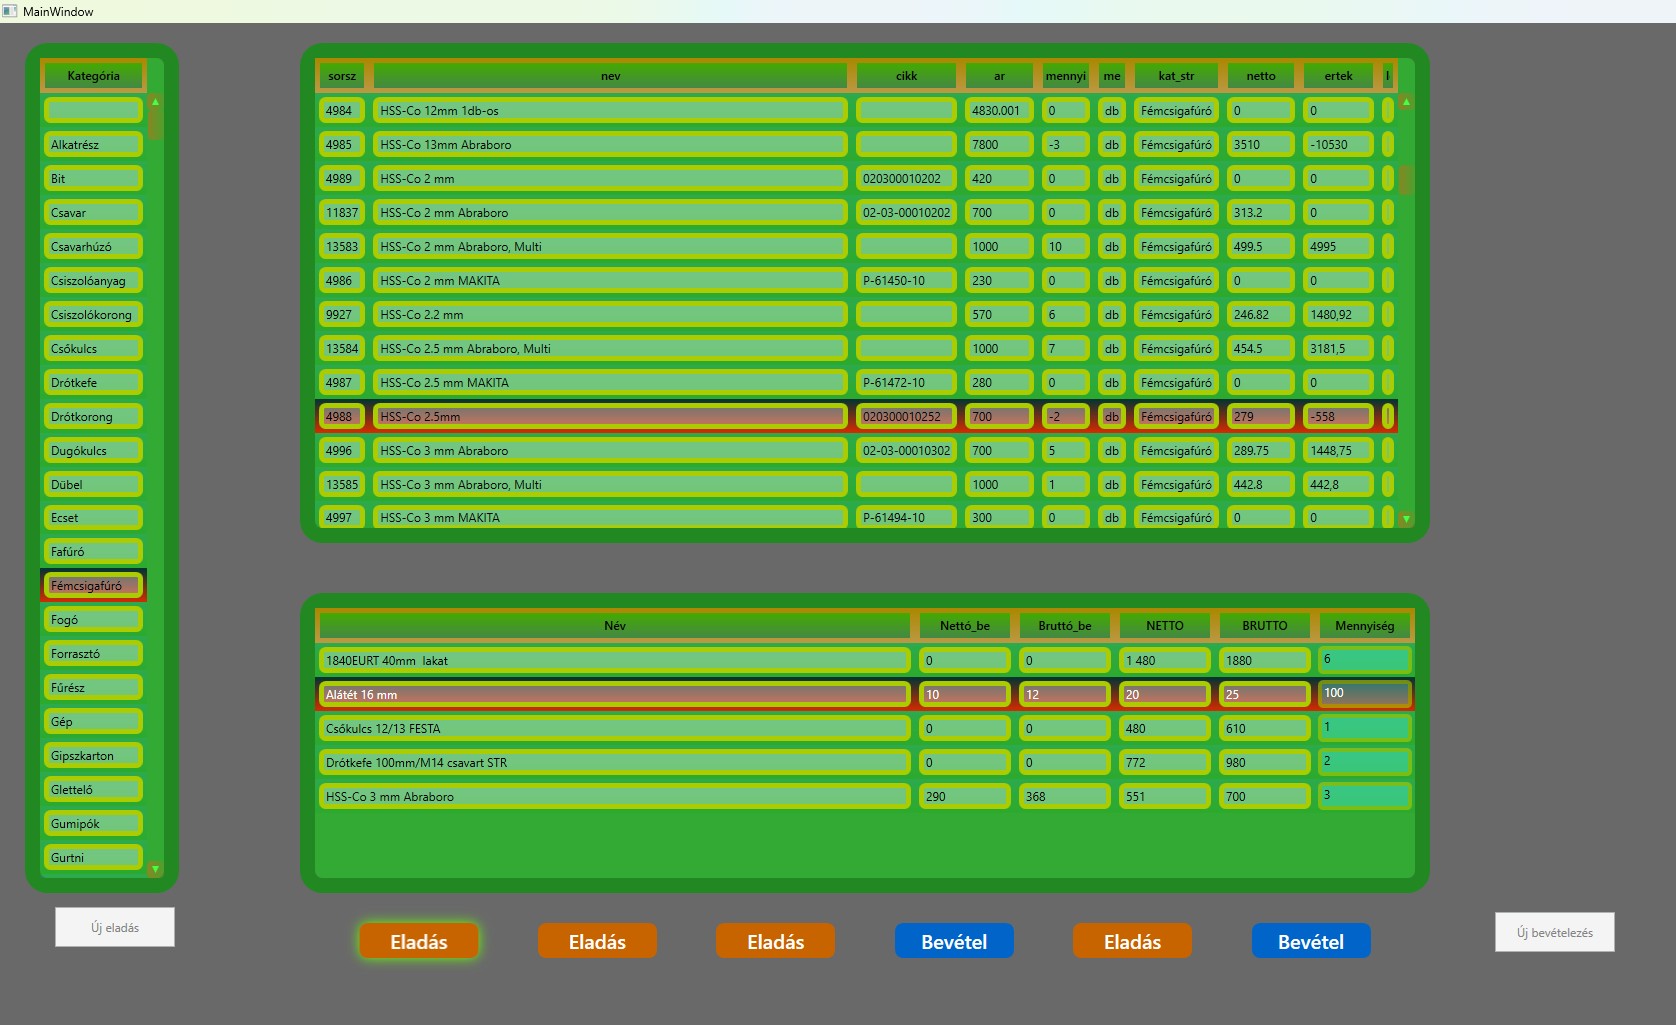 MainWindow
Kategória
Alkatrész
Bit
Csavar
Csavarhúzó
Csiszolóanyag
Csiszolókorong
Csőkulcs
Drótkefe
Drótkorong
Dugókulcs
Dübel
Ecset
Fafúró
Fémcsigafúró
Fogó
Forrasztó
Fűrész
Gép
Gipszkarton
Glettelő
Gumipók
Gurtni
sorsz nev cikk ar mennyi me kat_str netto ertek
4984 HSS-Co 12mm 1db-os 4830.001 0 db Fémcsigafúró 0 0
4985 HSS-Co 13mm Abraboro 7800 -3 db Fémcsigafúró 3510 -10530
4989 HSS-Co 2 mm 020300010202 420 0 db Fémcsigafúró 0 0
11837 HSS-Co 2 mm Abraboro 02-03-00010202 700 0 db Fémcsigafúró 313.2 0
13583 HSS-Co 2 mm Abraboro, Multi 1000 10 db Fémcsigafúró 499.5 4995
4986 HSS-Co 2 mm MAKITA P-61450-10 230 0 db Fémcsigafúró 0 0
9927 HSS-Co 2.2 mm 570 6 db Fémcsigafúró 246.82 1480,92
13584 HSS-Co 2.5 mm Abraboro, Multi 1000 7 db Fémcsigafúró 454.5 3181,5
4987 HSS-Co 2.5 mm MAKITA P-61472-10 280 0 db Fémcsigafúró 0 0
4988 HSS-Co 2.5mm 020300010252 700 -2 db Fémcsigafúró 279 -558
4996 HSS-Co 3 mm Abraboro 02-03-00010302 700 5 db Fémcsigafúró 289.75 1448,75
13585 HSS-Co 3 mm Abraboro, Multi 1000 1 db Fémcsigafúró 442.8 442,8
4997 HSS-Co 3 mm MAKITA P-61494-10 300 0 db Fémcsigafúró 0 0
Név Nettó_be Bruttó_be NETTO BRUTTO Mennyiség
1840EURT 40mm  lakat 0 0 1 480 1880 6
Alátét 16 mm 10 12 20 25 100
Csőkulcs 12/13 FESTA 0 0 480 610 1
Drótkefe 100mm/M14 csavart STR 0 0 772 980 2
HSS-Co 3 mm Abraboro 290 368 551 700 3
Új eladás
Eladás Eladás Eladás Bevétel Eladás Bevétel
Új bevételezés